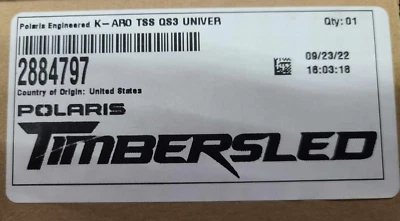 Polaris Engineered K-ARO TSS QS3 UNIVER Qty: 01
2884797
09/23/22
16:03:16
Country of Origin: United States
POLARIS
TIMBERSLED